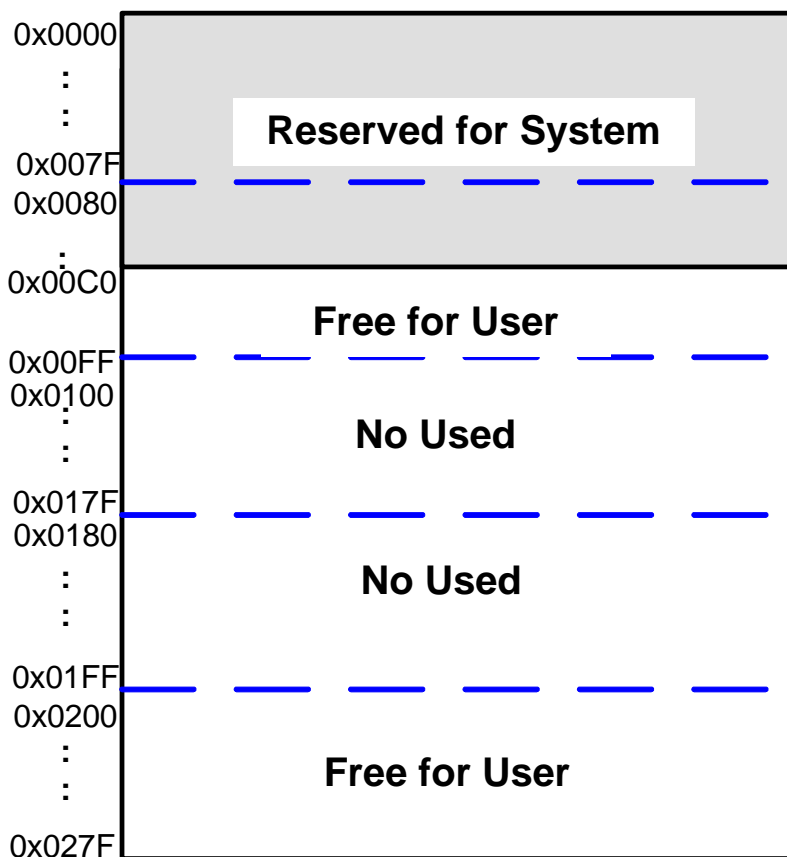 0x0000
:
:
Reserved for System
0x007F
0x0080
:
0x00C0
Free for User
0x00FF
0x0100
:
:
No Used
0x017F
0x0180
:
:
No Used
0x01FF
0x0200
:
:
Free for User
0x027F